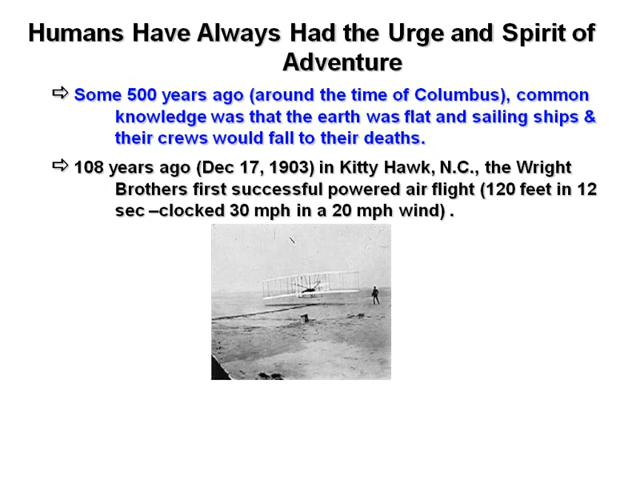 Humans Have Always Had the Urge and Spirit of
Adventure
⇨ Some 500 years ago (around the time of Columbus), common
knowledge was that the earth was flat and sailing ships &
their crews would fall to their deaths.
⇨ 108 years ago (Dec 17, 1903) in Kitty Hawk, N.C., the Wright
Brothers first successful powered air flight (120 feet in 12
sec –clocked 30 mph in a 20 mph wind) .